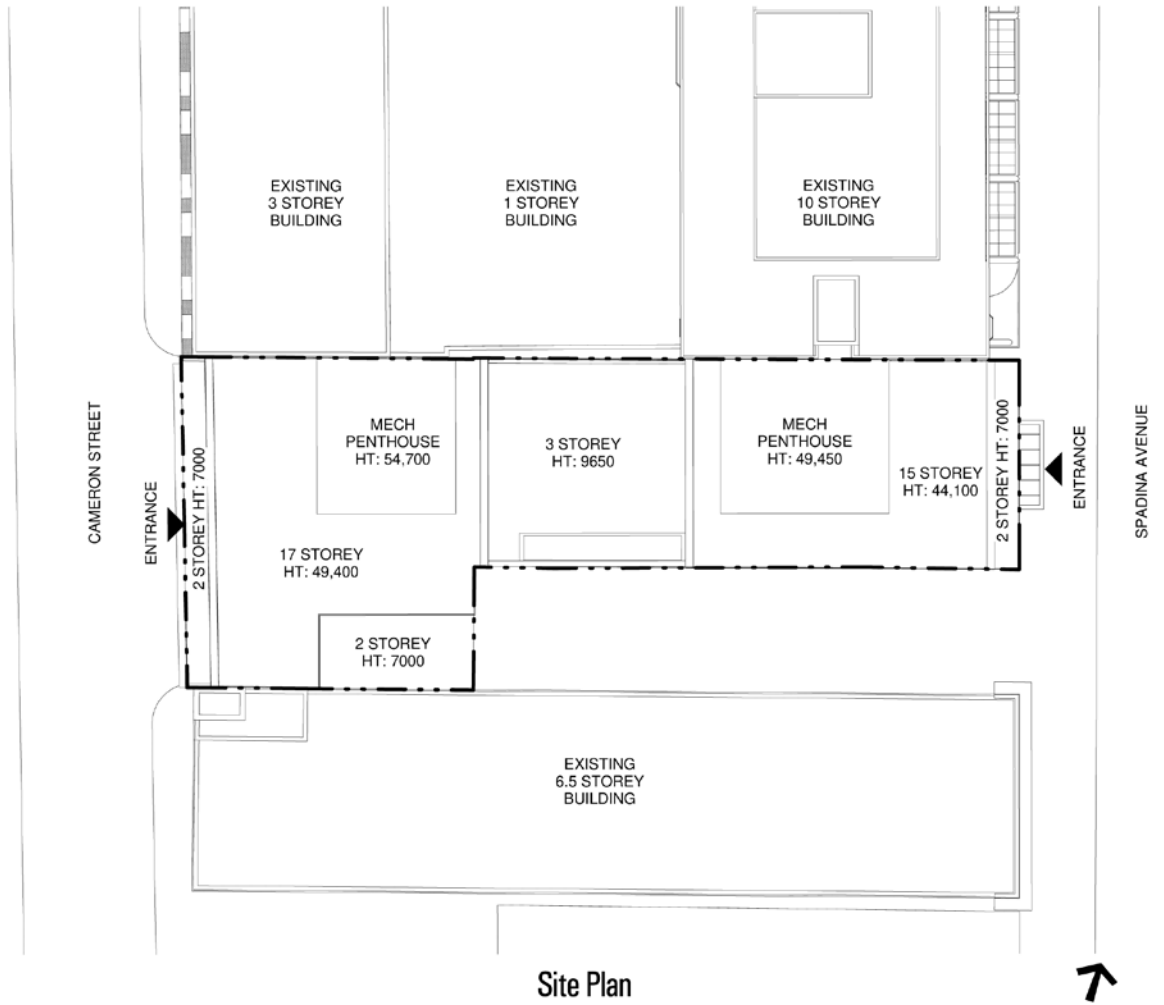 EXISTING
3 STOREY
BUILDING
EXISTING
1 STOREY
BUILDING
EXISTING
10 STOREY
BUILDING
CAMERON STREET
ENTRANCE
2 STOREY HT: 7000
MECH
PENTHOUSE
HT: 54,700
17 STOREY
HT: 49,400
2 STOREY
HT: 7000
3 STOREY
HT: 9650
MECH
PENTHOUSE
HT: 49,450
15 STOREY
HT: 44,100
2 STOREY HT: 7000
ENTRANCE
SPADINA AVENUE
EXISTING
6.5 STOREY
BUILDING
Site Plan